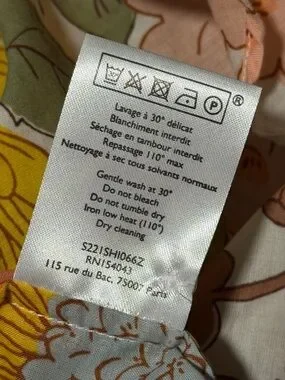 P ®
Lavage à 30° délicat
Blanchiment interdit
Séchage en tambour interdit
Repassage 110° max
Nettoyage à sec tous solvants normaux
Gentle wash at 30°
Do not bleach
Do not tumble dry
Iron low heat (110°)
Dry cleaning
S221SHI066Z
RN154043
115 rue du Bac, 75007 Paris